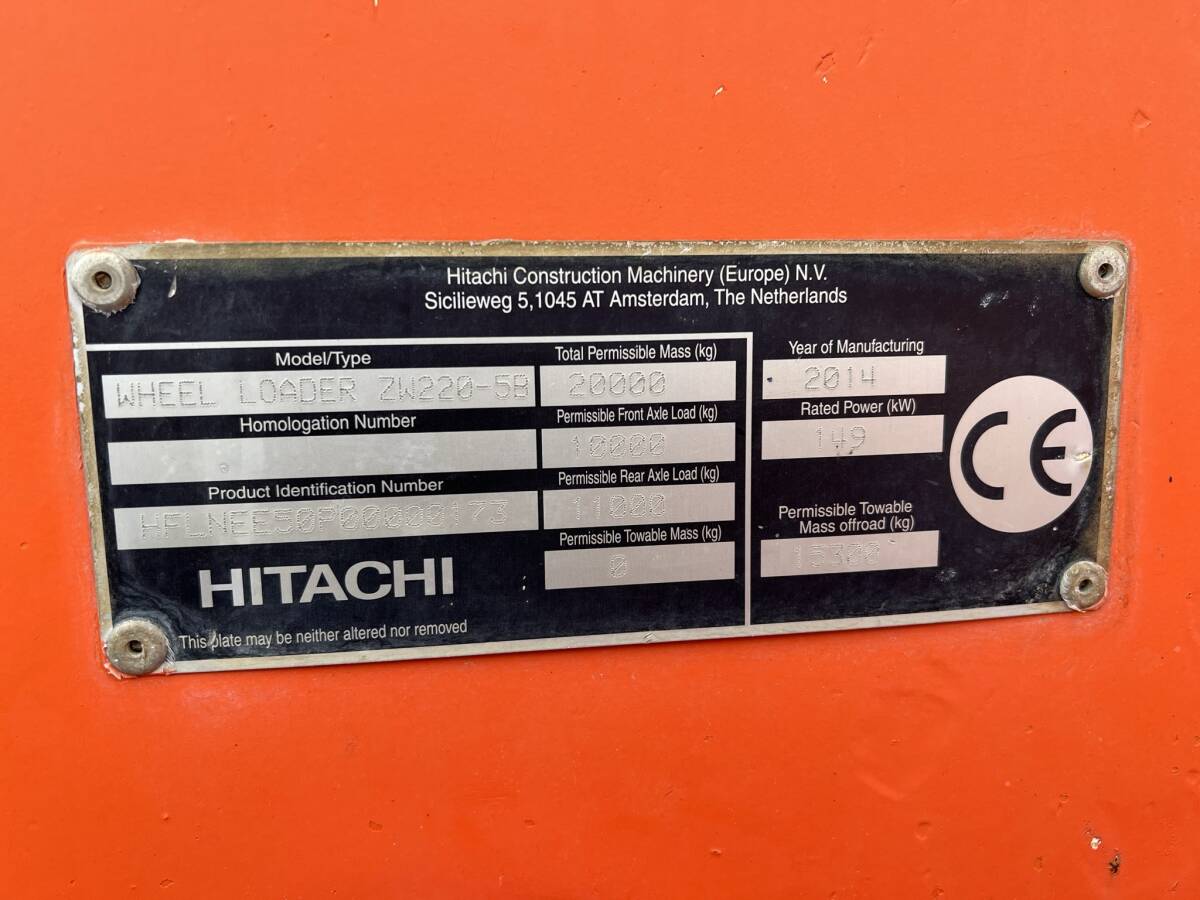 Hitachi Construction Machinery (Europe) N.V.
Sicilieweg 5,1045 AT Amsterdam, The Netherlands
Model/Type
WHEEL LOADER ZW220-5B
Homologation Number
Product Identification Number
HFLNEE50P00000173
HITACHI
This plate may be neither altered nor removed
Total Permissible Mass (kg)
20000
Permissible Front Axle Load (kg)
10000
Permissible Rear Axle Load (kg)
11000
Permissible Towable Mass (kg)
0
Year of Manufacturing
2014
Rated Power (kW)
149
Permissible Towable
Mass offroad (kg)
15300
CE